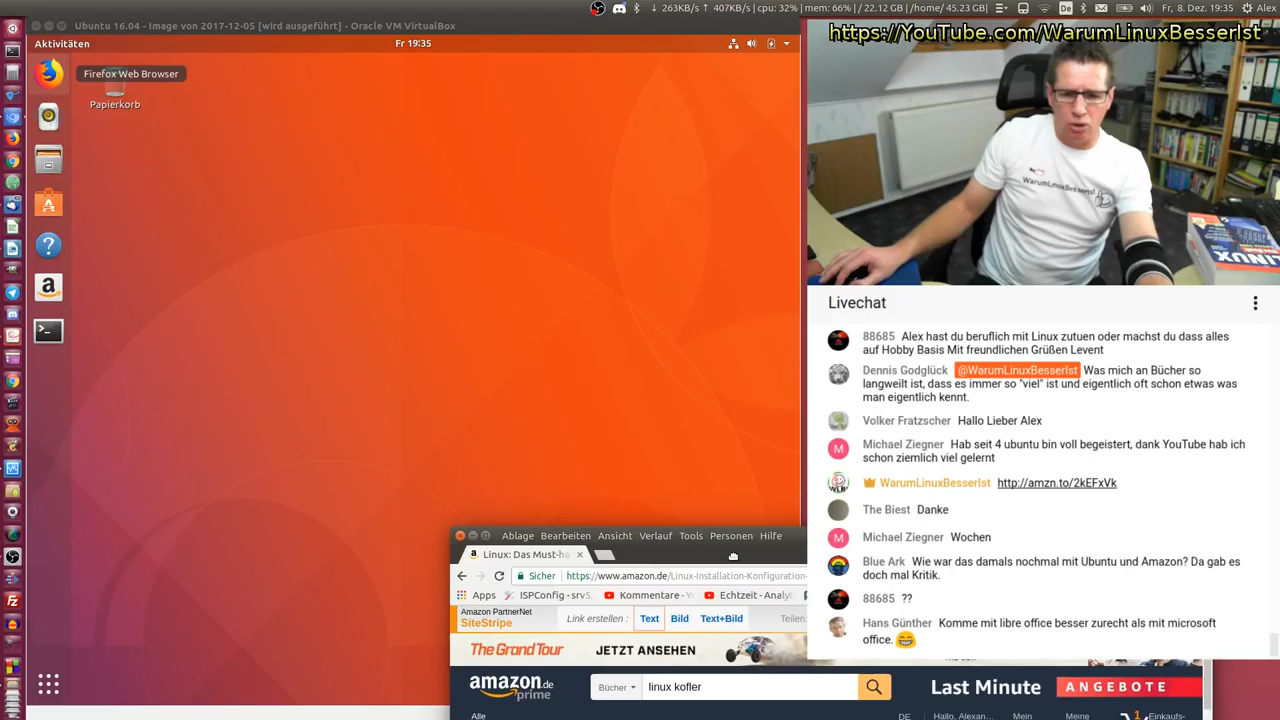 263KB/s ↑ 407KB/s | cpu: 32% | mem: 66% | / 22.12 GB | home/ 45.23 GB
De
Fr, 8. Dez, 19:35
Alex
Ubuntu 16.04 - Image von 2017-12-05 [wird ausgeführt] - Oracle VM VirtualBox
https://YouTube.com/WarumLinuxBesserIst
Aktivitäten
Fr 19:35
Firefox Web Browser
Papierkorb
WarumLinuxBesserIst
LINUX
Livechat
88685 Alex hast du beruflich mit Linux zutuen oder machst du dass alles
auf Hobby Basis Mit freundlichen Grüßen Levent
Dennis Godglück @WarumLinuxBesserIst Was mich an Bücher so
langweilt ist, dass es immer so "viel" ist und eigentlich oft schon etwas was
man eigentlich kennt.
Volker Fratzscher Hallo Lieber Alex
Michael Ziegner Hab seit 4 ubuntu bin voll begeistert, dank YouTube hab ich
schon ziemlich viel gelernt
WarumLinuxBesserIst http://amzn.to/2kEFxVk
The Biest Danke
Michael Ziegner Wochen
Blue Ark Wie war das damals nochmal mit Ubuntu und Amazon? Da gab es
doch mal Kritik.
88685 ??
Hans Günther Komme mit libre office besser zurecht als mit microsoft
office.
Ablage Bearbeiten Ansicht Verlauf Tools Personen Hilfe
Linux: Das Must-ha
Sicher https://www.amazon.de/Linux-Installation-Konfiguration-
Apps ISPConfig - srv5 Kommentare - Yo Echtzeit - Analyt
Amazon PartnerNet
SiteStripe
Link erstellen : Text Bild Text+Bild Teilen:
The Grand Tour JETZT ANSEHEN
amazon.de
prime
Bücher
linux kofler
Last Minute ANGEBOTE
Alle
DE
Hallo, Alexan...
Mein
Meine
1
Einkaufs-